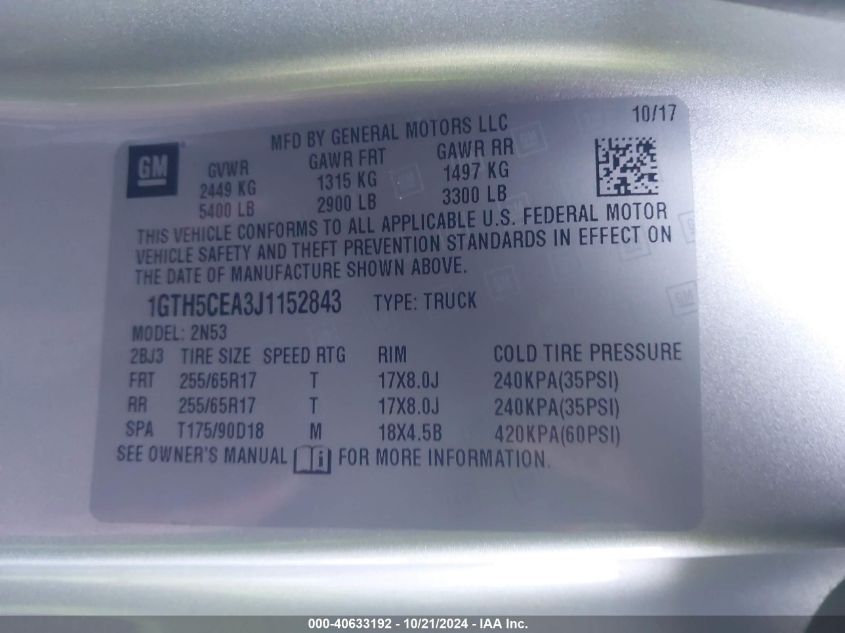 10/17
MFD BY GENERAL MOTORS LLC
GM
GVWR GAWR FRT GAWR RR
2449 KG 1315 KG 1497 KG
5400 LB 2900 LB 3300 LB
THIS VEHICLE CONFORMS TO ALL APPLICABLE U.S. FEDERAL MOTOR
VEHICLE SAFETY AND THEFT PREVENTION STANDARDS IN EFFECT ON
THE DATE OF MANUFACTURE SHOWN ABOVE.
1GTH5CEA3J1152843 TYPE: TRUCK
MODEL: 2N53
2BJ3 TIRE SIZE SPEED RTG RIM COLD TIRE PRESSURE
FRT 255/65R17 T 17X8.0J 240KPA(35PSI)
RR 255/65R17 T 17X8.0J 240KPA(35PSI)
SPA T175/90D18 M 18X4.5B 420KPA(60PSI)
SEE OWNER'S MANUAL i FOR MORE INFORMATION.
000-40633192 - 10/21/2024 - IAA Inc.